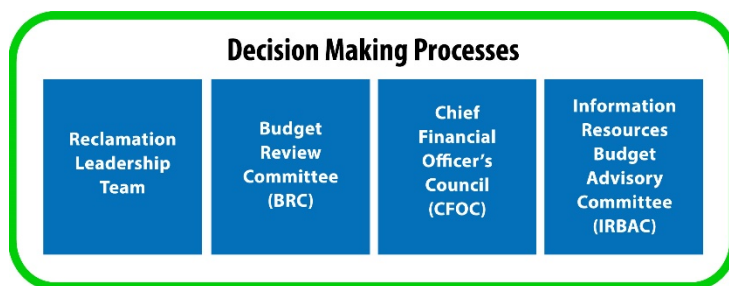 Decision Making Processes
Reclamation
Leadership
Team
Budget
Review
Committee
(BRC)
Chief
Financial
Officer's
Council
(CFOC)
Information
Resources
Budget
Advisory
Committee
(IRBAC)